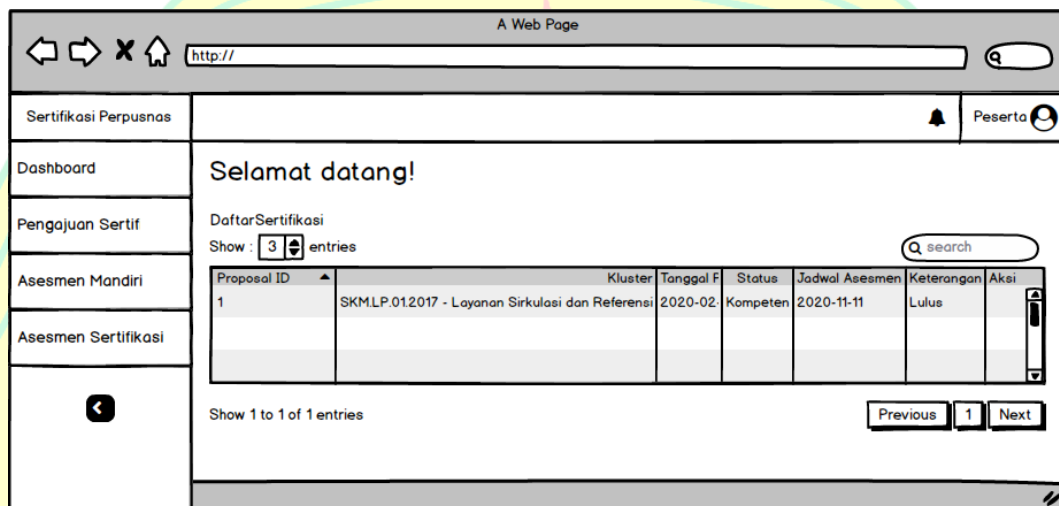 A Web Page
http://
Sertifikasi Perpusnas
Peserta
Dashboard
Pengajuan Sertif
Asesmen Mandiri
Asesmen Sertifikasi
Selamat datang!
DaftarSertifikasi
Show : 3 entries
search
Proposal ID Kluster Tanggal P Status Jadwal Asesmen Keterangan Aksi
1 SKM.LP.01.2017 - Layanan Sirkulasi dan Referensi 2020-02- Kompeten 2020-11-11 Lulus
Show 1 to 1 of 1 entries
Previous 1 Next